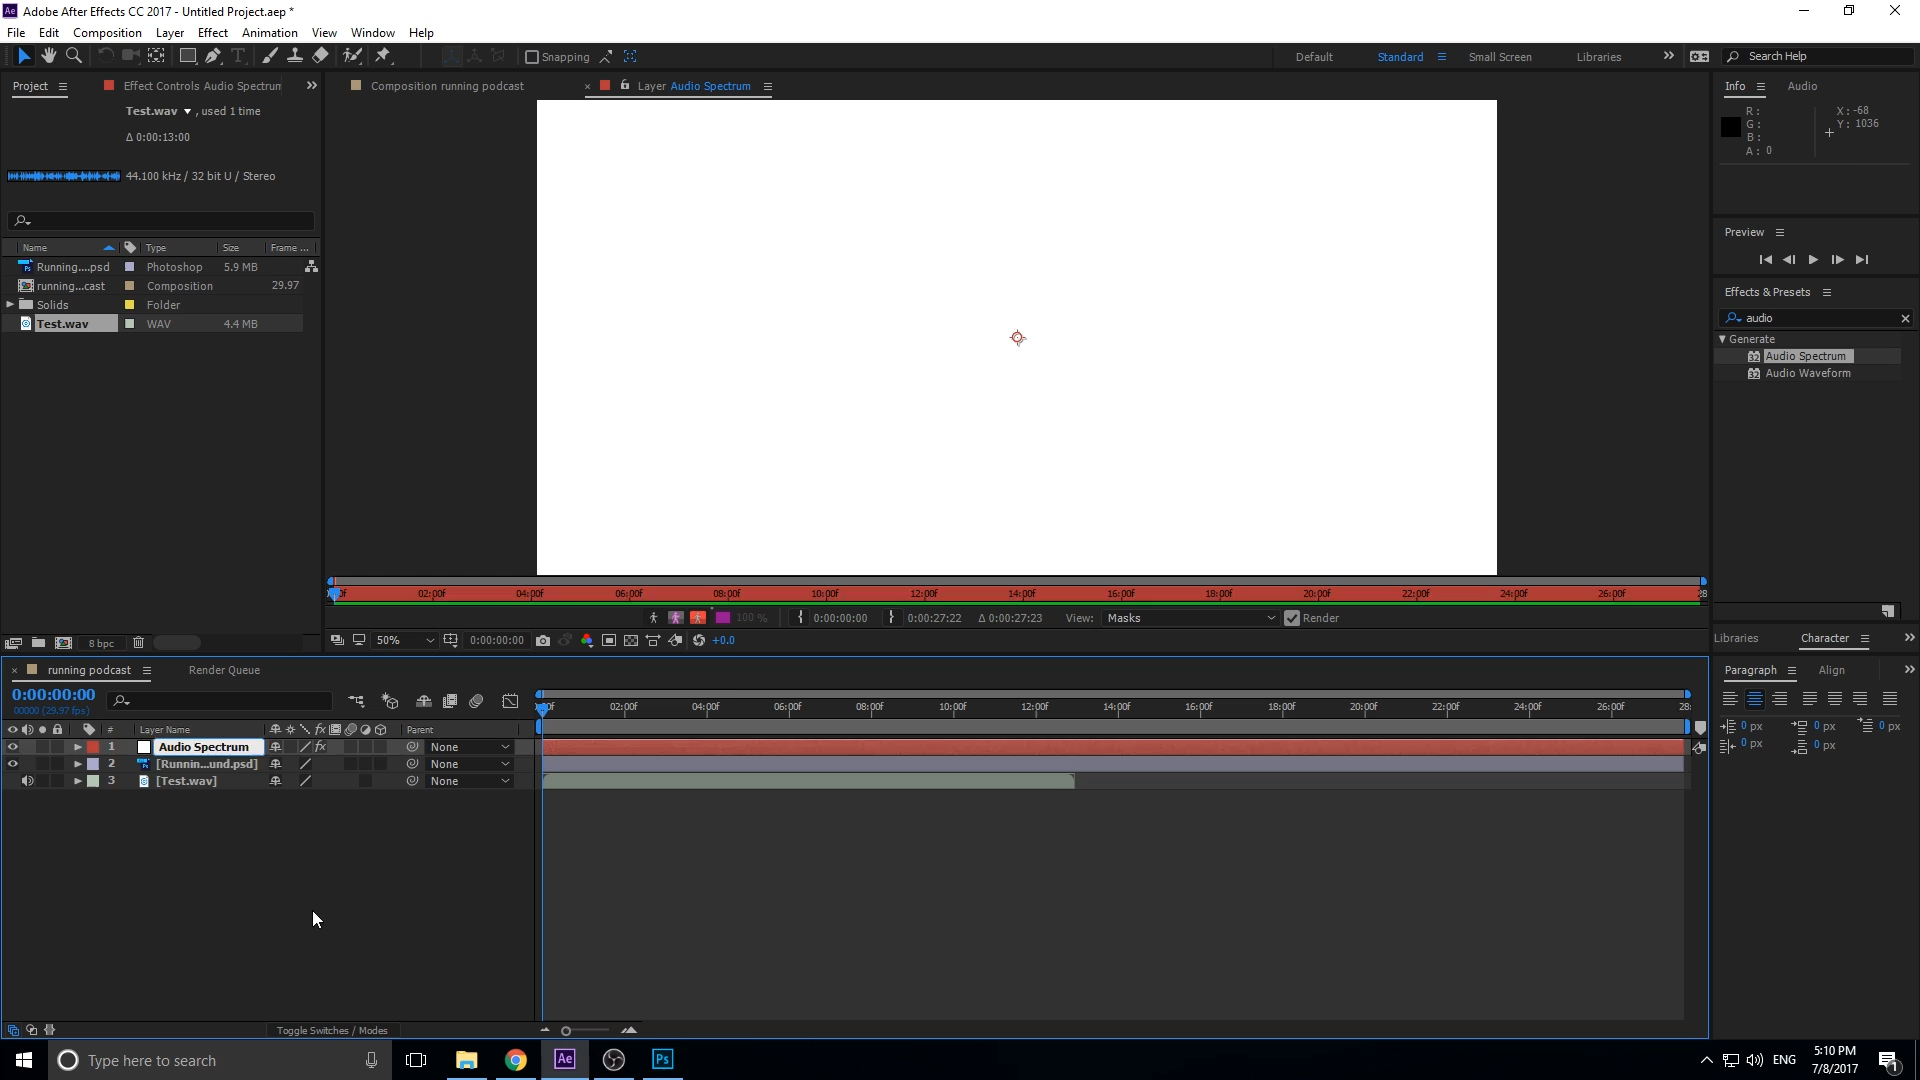 Ae Adobe After Effects CC 2017 - Untitled Project.aep *
File Edit Composition Layer Effect Animation Layer View Window Help
Snapping Default Standard Small Screen Libraries Search Help
Project Effect Controls Audio Spectrum Composition running podcast Layer Audio Spectrum Info Audio
Test.wav , used 1 time
Δ 0:00:13:00
R: X: -68
G: Y: 1036
B:
A: 0
44.100 kHz / 32 bit U / Stereo
Preview
Name Type Size Frame ...
Running....psd Photoshop 5.9 MB
running...cast Composition 29.97
Solids Folder
Test.wav WAV 4.4 MB
Effects & Presets
audio
Generate
32 Audio Spectrum
32 Audio Waveform
02:00f 04:00f 06:00f 08:00f 10:00f 12:00f 14:00f 16:00f 18:00f 20:00f 22:00f 24:00f 26:00f 28
100 % 0:00:00:00 0:00:27:22 Δ 0:00:27:23 View: Masks Render
8 bpc 50% 0:00:00:00 +0.0
Libraries Character
running podcast Render Queue
Paragraph Align
0:00:00:00
00000 (29.97 fps)
02:00f 04:00f 06:00f 08:00f 10:00f 12:00f 14:00f 16:00f 18:00f 20:00f 22:00f 24:00f 26:00f 28:
0 px 0 px 0 px
0 px 0 px
# Layer Name fx Parent
1 Audio Spectrum fx None
2 [Runnin...und.psd] None
3 [Test.wav] None
Toggle Switches / Modes
Type here to search Ae Ps ENG 5:10 PM
7/8/2017
1